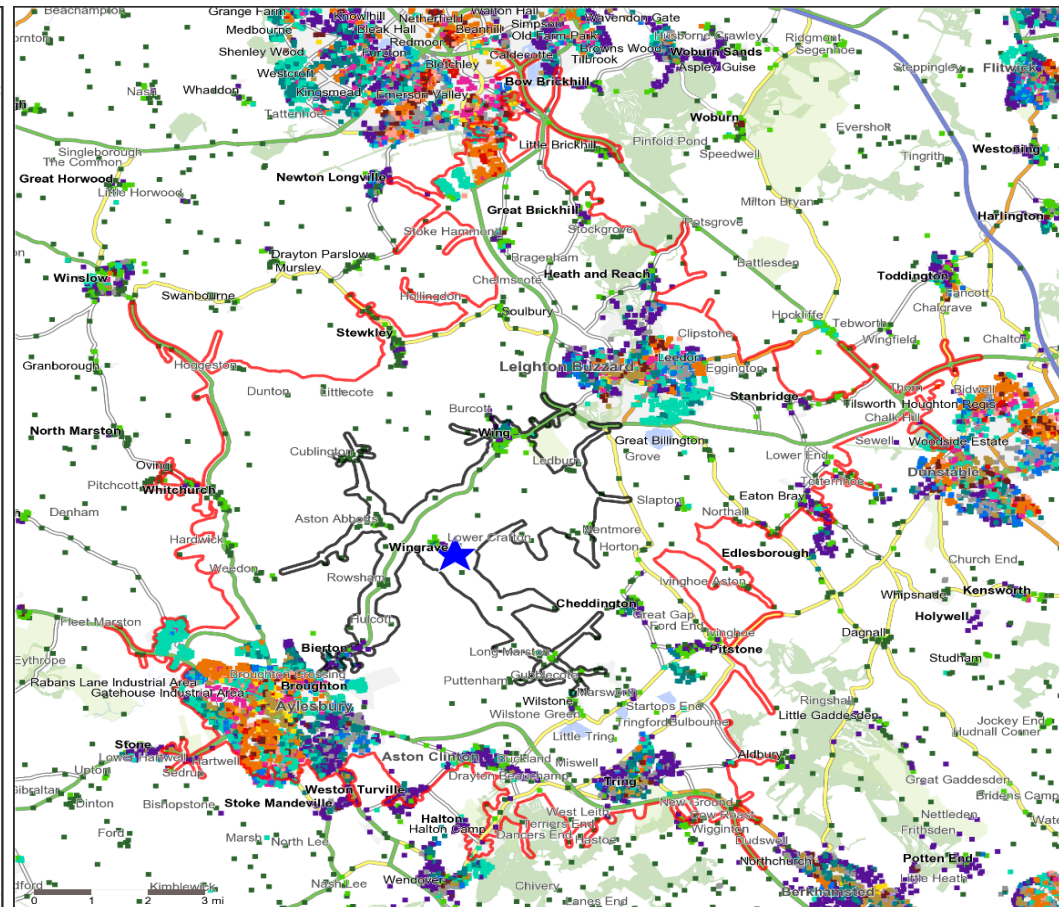 Beachampton
Grange Farm
Knowlhill
Netherfield
Walton Hall
Wavendon Gate
Medbourne
Bleak Hall
Beanhill
Simpson
Old Farm Park
Husborne Crawley
Ridgmont
Shenley Wood
Redmoor
Furzton
Caldecotte
Browns Wood
Woburn Sands
Segenhoe
Tilbrook
Aspley Guise
Steppingley
Flitwick
Westcroft
Bletchley
Bow Brickhill
Nash
Whaddon
Kingsmead
Emerson Valley
Tattenhoe
Woburn
Eversholt
Singleborough
The Common
Little Brickhill
Pinfold Pond
Speedwell
Tingrith
Westoning
Great Horwood
Little Horwood
Newton Longville
Milton Bryan
Great Brickhill
Stockgrove
Potsgrove
Harlington
Stoke Hammond
Drayton Parslow
Mursley
Bragenham
Battlesden
Winslow
Heath and Reach
Toddington
Chelmscote
Fancott
Swanbourne
Hollingdon
Soulbury
Hockliffe
Tebworth
Chalgrave
Stewkley
Clipstone
Wingfield
Chalton
Granborough
Hoggeston
Leighton Buzzard
Leedon
Eggington
Dunton
Littlecote
Stanbridge
Thorn
Bidwell
Tilsworth
Houghton Regis
Burcott
Chalk Hill
North Marston
Wing
Great Billington
Sewell
Woodside Estate
Cublington
Grove
Lower End
Oving
Ledburn
Dunstable
Pitchcott
Whitchurch
Totternhoe
Denham
Slapton
Eaton Bray
Aston Abbotts
Northall
Hardwick
Wingrave
Lower Crafton
Mentmore
Horton
Edlesborough
Church End
Weedon
Rowsham
Ivinghoe Aston
Whipsnade
Kensworth
Cheddington
Great Gap
Holywell
Fleet Marston
Hulcott
Ford End
Ivinghoe
Dagnall
Eythrope
Bierton
Long Marston
Pitstone
Studham
Rabans Lane Industrial Area
Broughton Crossing
Gubblecote
Gatehouse Industrial Area
Broughton
Puttenham
Marsworth
Aylesbury
Wilstone
Startops End
Ringshall
Wilstone Green
Tringford
Bulbourne
Little Gaddesden
Jockey End
Hudnall Corner
Stone
Little Tring
Lower Hartwell
Hartwell
Aston Clinton
Buckland
Miswell
Aldbury
Upton
Sedrup
Drayton Beauchamp
Tring
Great Gaddesden
Gibraltar
Weston Turville
Bridens Camp
Dinton
Bishopstone
Stoke Mandeville
New Ground
Cow Roast
Nettleden
Halton
West Leith
Ford
Halton Camp
Terriers End
Wigginton
Frithsden
Marsh
North Lee
Dancers End
Hastoe
Dudswell
Northchurch
Potten End
Wendover
Little Heath
Kimblewick
Nash Lee
Chivery
Berkhamsted
Lanes End
0 1 2 3 mi